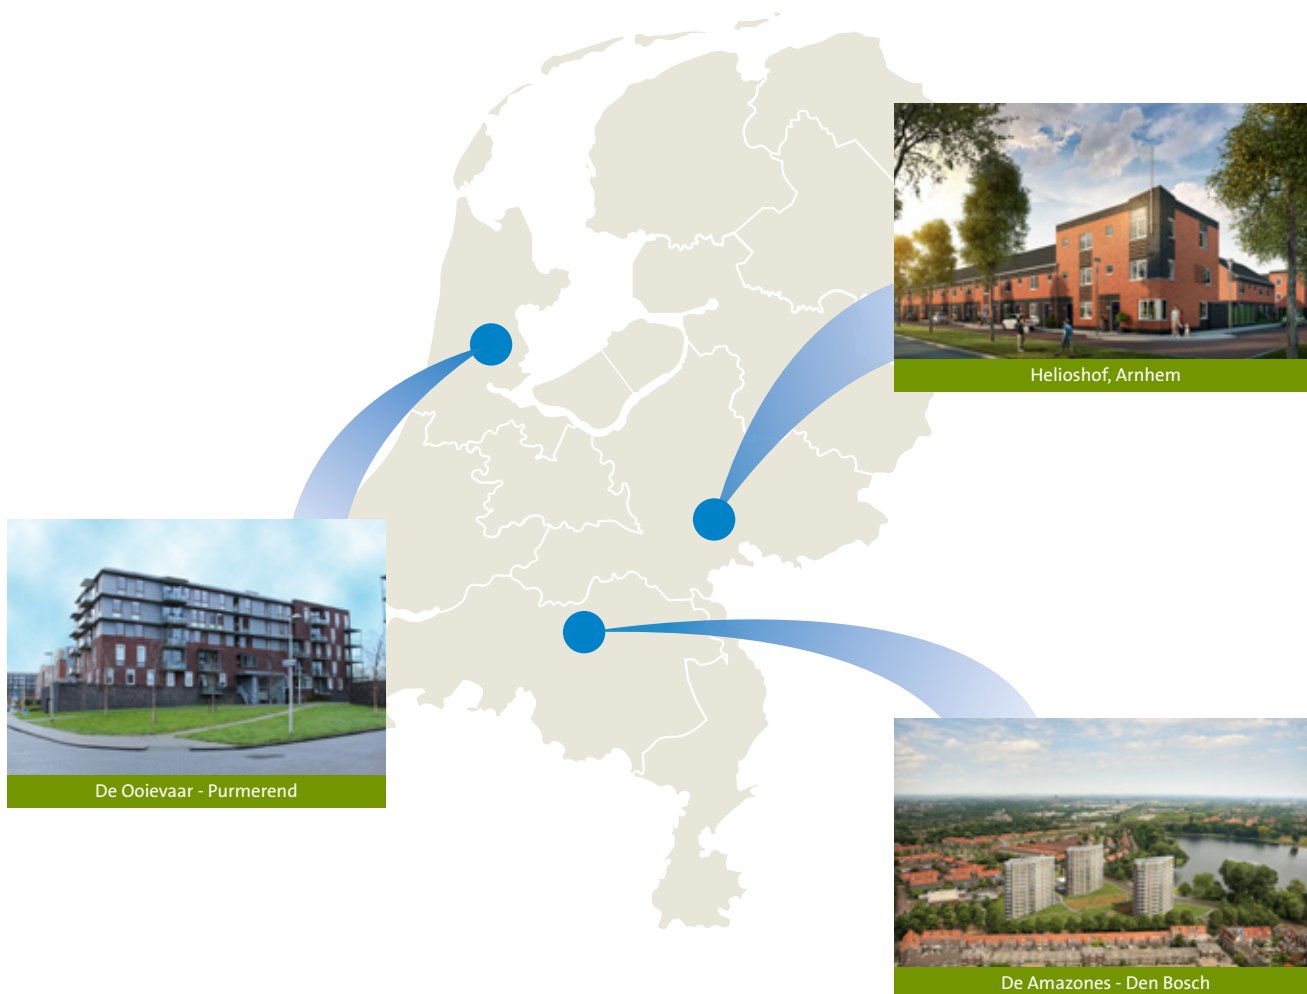 Helioshof, Arnhem
De Ooievaar - Purmerend
De Amazones - Den Bosch